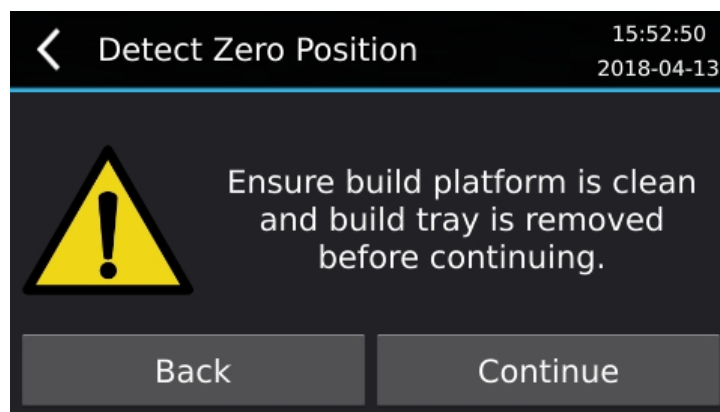 Detect Zero Position
15:52:50
2018-04-13
Ensure build platform is clean
and build tray is removed
before continuing.
Back
Continue